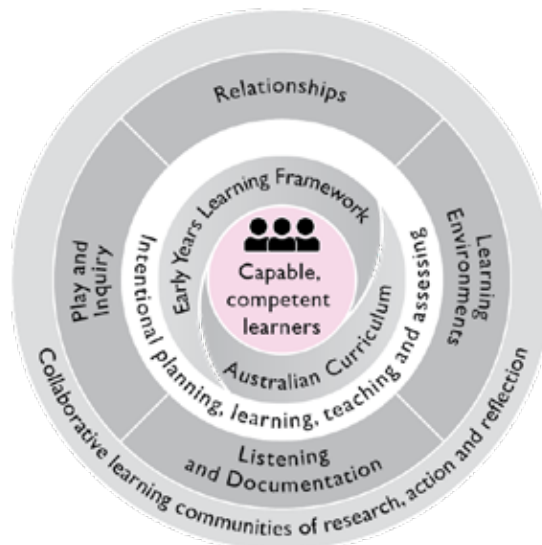 Relationships
Early Years Learning Framework
Capable,
competent
learners
Australian Curriculum
Play and
Inquiry
Learning
Environments
Intentional planning, learning, teaching and assessing
Listening
and Documentation
Collaborative learning communities of research, action and reflection